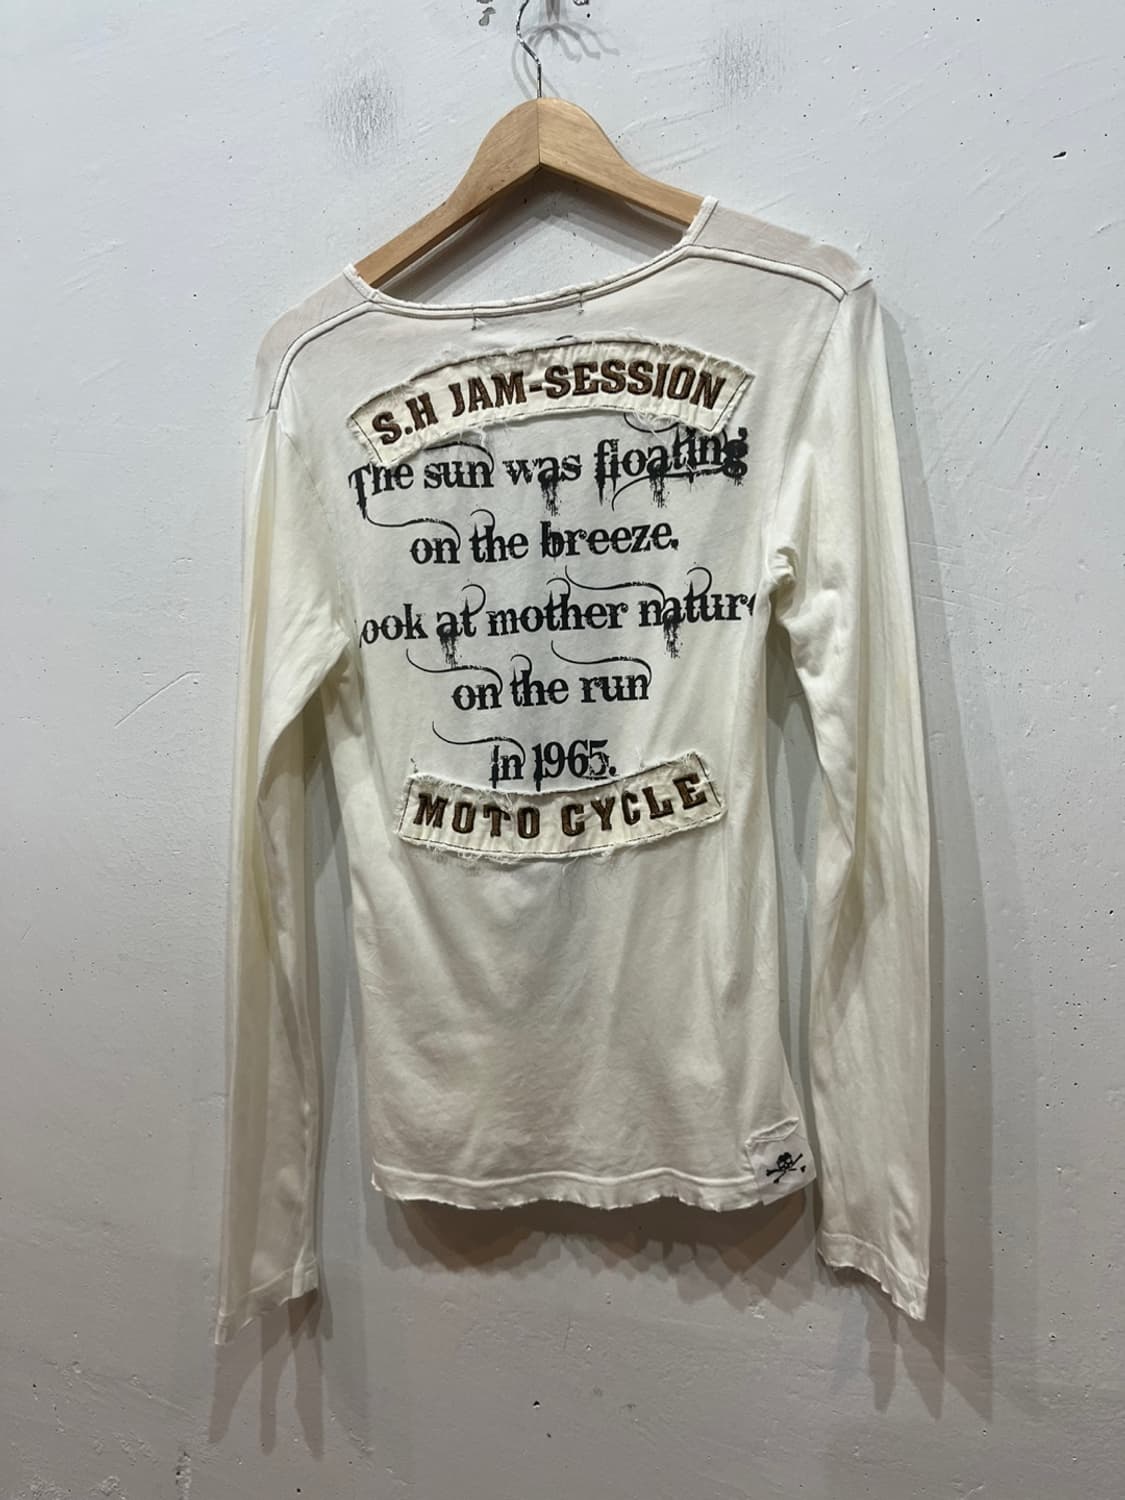 S.H JAM-SESSION
The sun was floating
on the breeze.
ook at mother nature
on the run
In 1965.
MOTO CYCLE